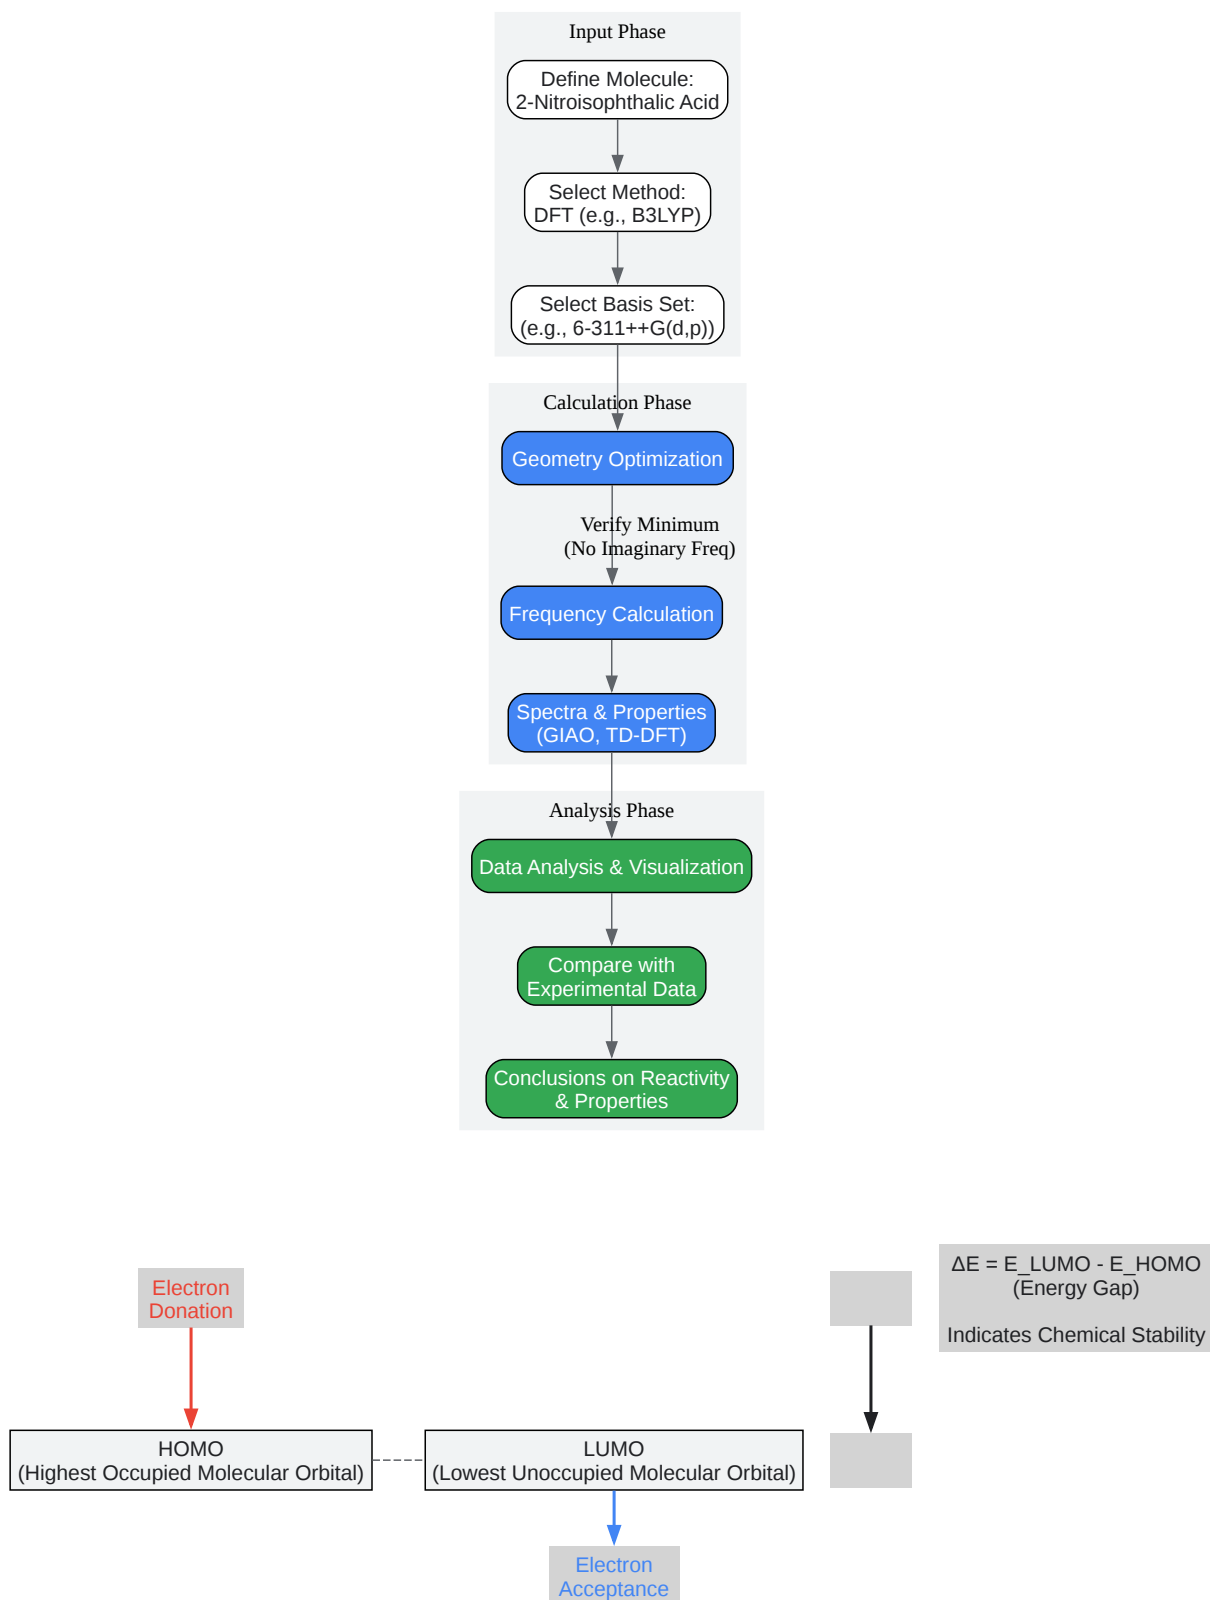 Input Phase
Define Molecule:
2-Nitroisophthalic Acid
Select Method:
DFT (e.g., B3LYP)
Select Basis Set:
(e.g., 6-311++G(d,p))
Calculation Phase
Geometry Optimization
Verify Minimum
(No Imaginary Freq)
Frequency Calculation
Spectra & Properties
(GIAO, TD-DFT)
Analysis Phase
Data Analysis & Visualization
Compare with
Experimental Data
Conclusions on Reactivity
& Properties
Electron
Donation
ΔE = E_LUMO - E_HOMO
(Energy Gap)
Indicates Chemical Stability
HOMO
(Highest Occupied Molecular Orbital)
LUMO
(Lowest Unoccupied Molecular Orbital)
Electron
Acceptance